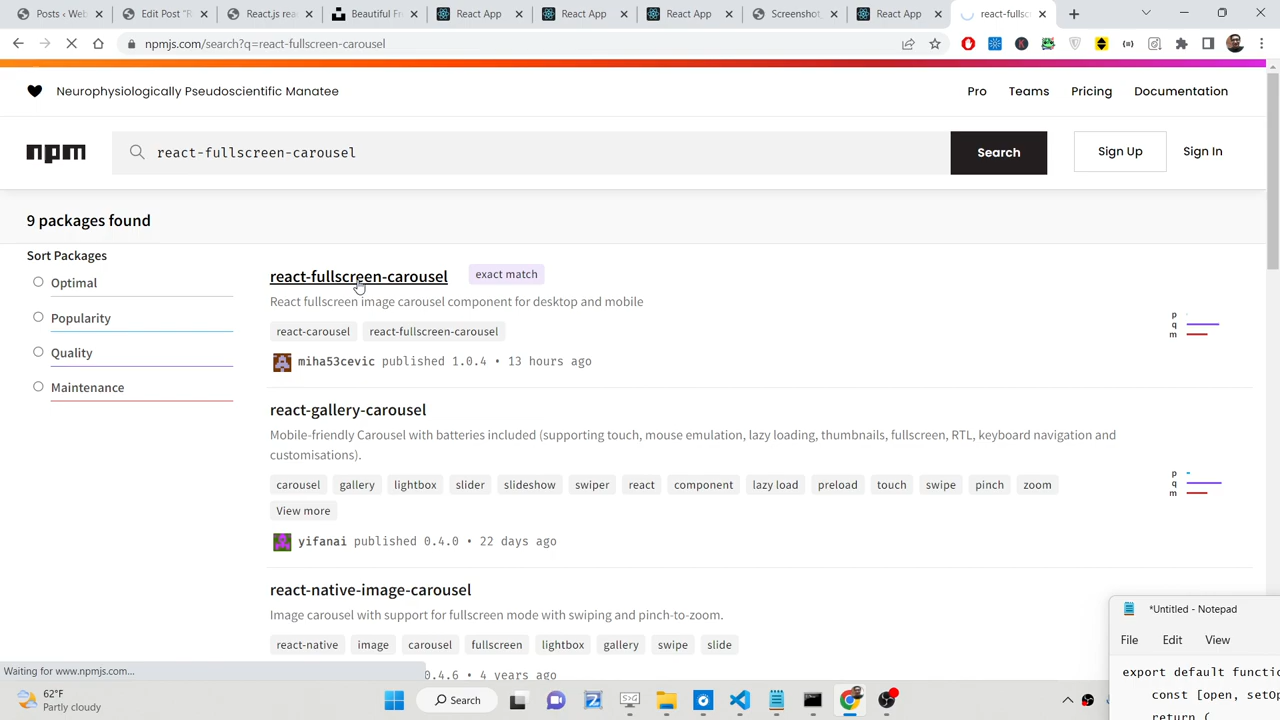 Posts ‹ Web
Edit Post "R
React.js rea
Beautiful Fr
React App
React App
React App
Screenshot,
React App
react-fullsc
npmjs.com/search?q=react-fullscreen-carousel
Neurophysiologically Pseudoscientific Manatee
Pro
Teams
Pricing
Documentation
npm
react-fullscreen-carousel
Search
Sign Up
Sign In
9 packages found
Sort Packages
Optimal
Popularity
Quality
Maintenance
react-fullscreen-carousel
exact match
React fullscreen image carousel component for desktop and mobile
react-carousel
react-fullscreen-carousel
miha53cevic published 1.0.4 • 13 hours ago
p
q
m
react-gallery-carousel
Mobile-friendly Carousel with batteries included (supporting touch, mouse emulation, lazy loading, thumbnails, fullscreen, RTL, keyboard navigation and
customisations).
carousel
gallery
lightbox
slider
slideshow
swiper
react
component
lazy load
preload
touch
swipe
pinch
zoom
View more
yifanai published 0.4.0 • 22 days ago
p
q
m
react-native-image-carousel
Image carousel with support for fullscreen mode with swiping and pinch-to-zoom.
react-native
image
carousel
fullscreen
lightbox
gallery
swipe
slide
0.4.6 • 4 years ago
Waiting for www.npmjs.com...
*Untitled - Notepad
File
Edit
View
export default functio
const [open, setOp
return (
62°F
Partly cloudy
Search